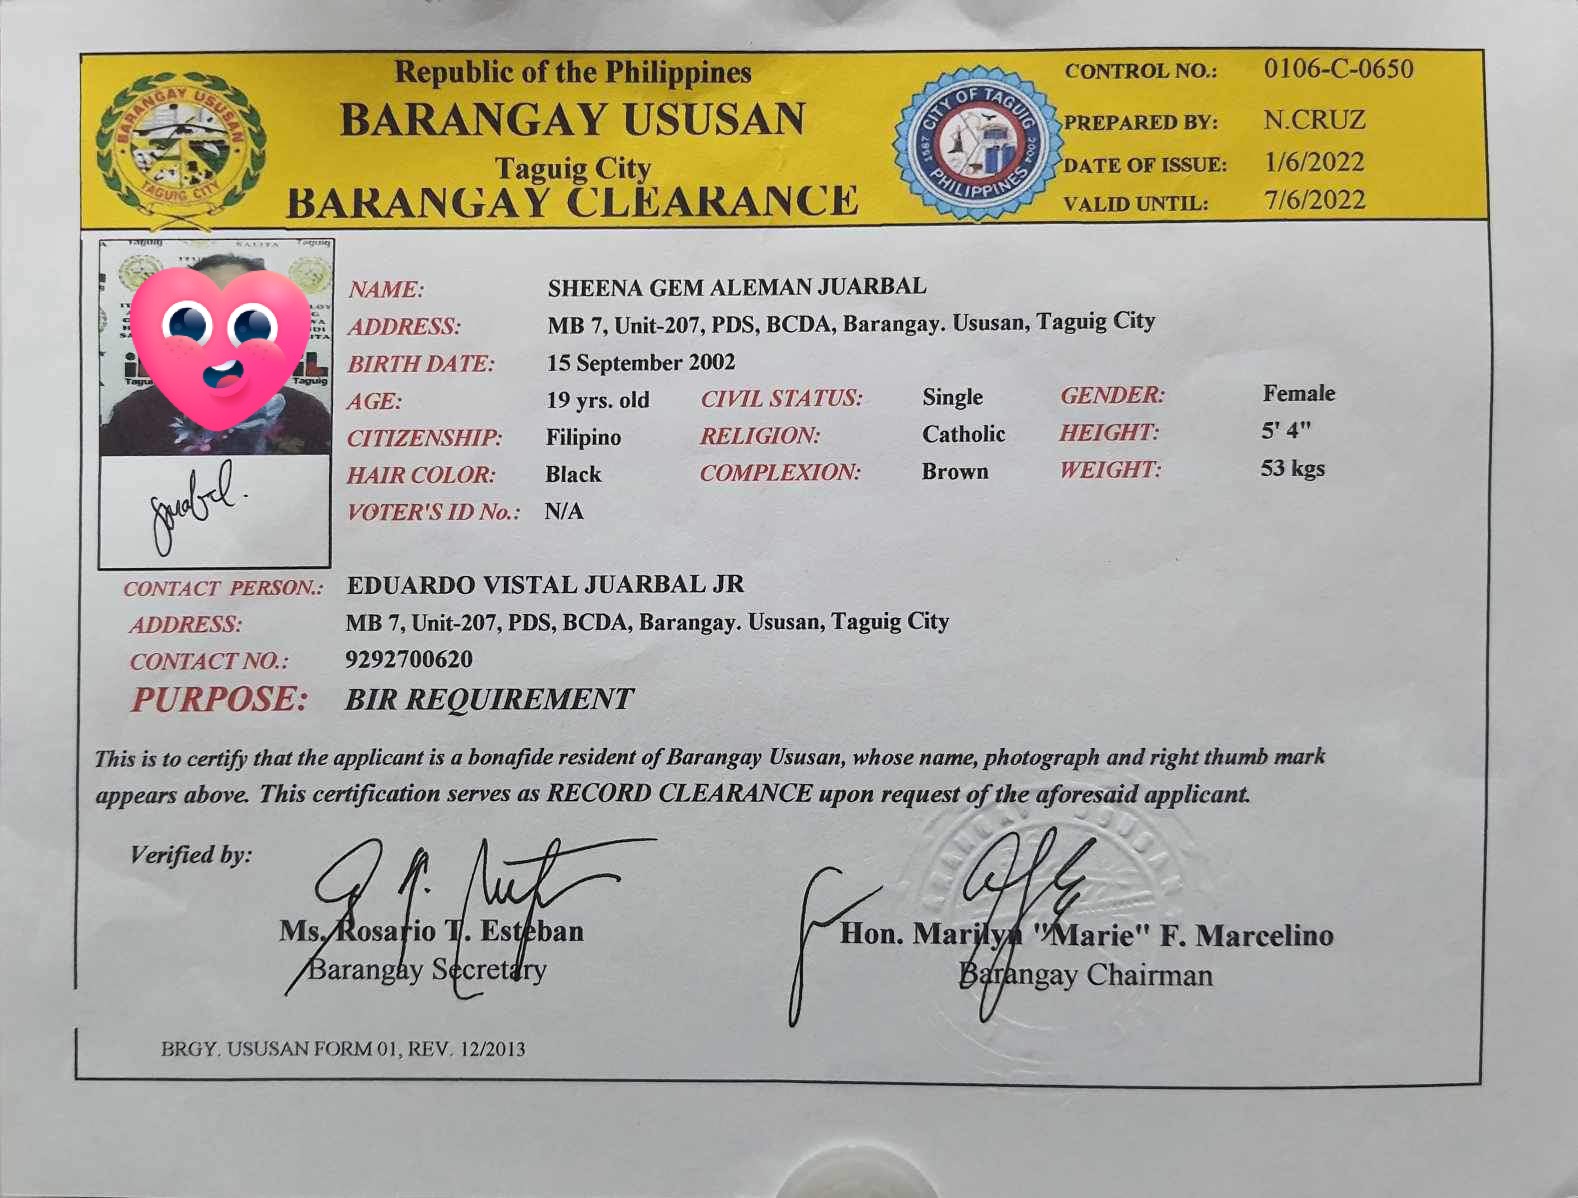 Republic of the Philippines
BARANGAY USUSAN
Taguig City
BARANGAY CLEARANCE
BARANGAY USUSAN
TAGUIG CITY
CITY OF TAGUIG
1587 2004
PHILIPPINES
CONTROL NO.: 0106-C-0650
PREPARED BY: N.CRUZ
DATE OF ISSUE: 1/6/2022
VALID UNTIL: 7/6/2022
Taguig SALITA Taguig
Taguig
NAME: SHEENA GEM ALEMAN JUARBAL
ADDRESS: MB 7, Unit-207, PDS, BCDA, Barangay. Ususan, Taguig City
BIRTH DATE: 15 September 2002
AGE: 19 yrs. old CIVIL STATUS: Single GENDER: Female
CITIZENSHIP: Filipino RELIGION: Catholic HEIGHT: 5' 4"
HAIR COLOR: Black COMPLEXION: Brown WEIGHT: 53 kgs
VOTER'S ID No.: N/A
CONTACT PERSON.: EDUARDO VISTAL JUARBAL JR
ADDRESS: MB 7, Unit-207, PDS, BCDA, Barangay. Ususan, Taguig City
CONTACT NO.: 9292700620
PURPOSE: BIR REQUIREMENT
This is to certify that the applicant is a bonafide resident of Barangay Ususan, whose name, photograph and right thumb mark
appears above. This certification serves as RECORD CLEARANCE upon request of the aforesaid applicant.
BARANGAY USUSAN
Verified by:
Ms. Rosario T. Esteban
Barangay Secretary
Hon. Marilyn "Marie" F. Marcelino
Barangay Chairman
BRGY. USUSAN FORM 01, REV. 12/2013